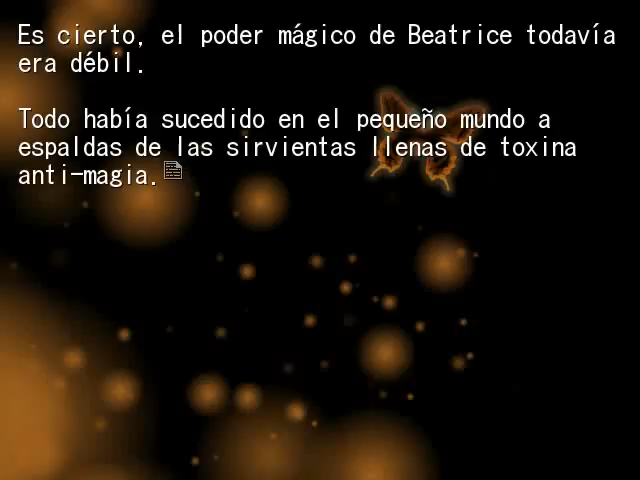 Es cierto, el poder mágico de Beatrice todavía
era débil.
Todo había sucedido en el pequeño mundo a
espaldas de las sirvientas llenas de toxina
anti-magia.